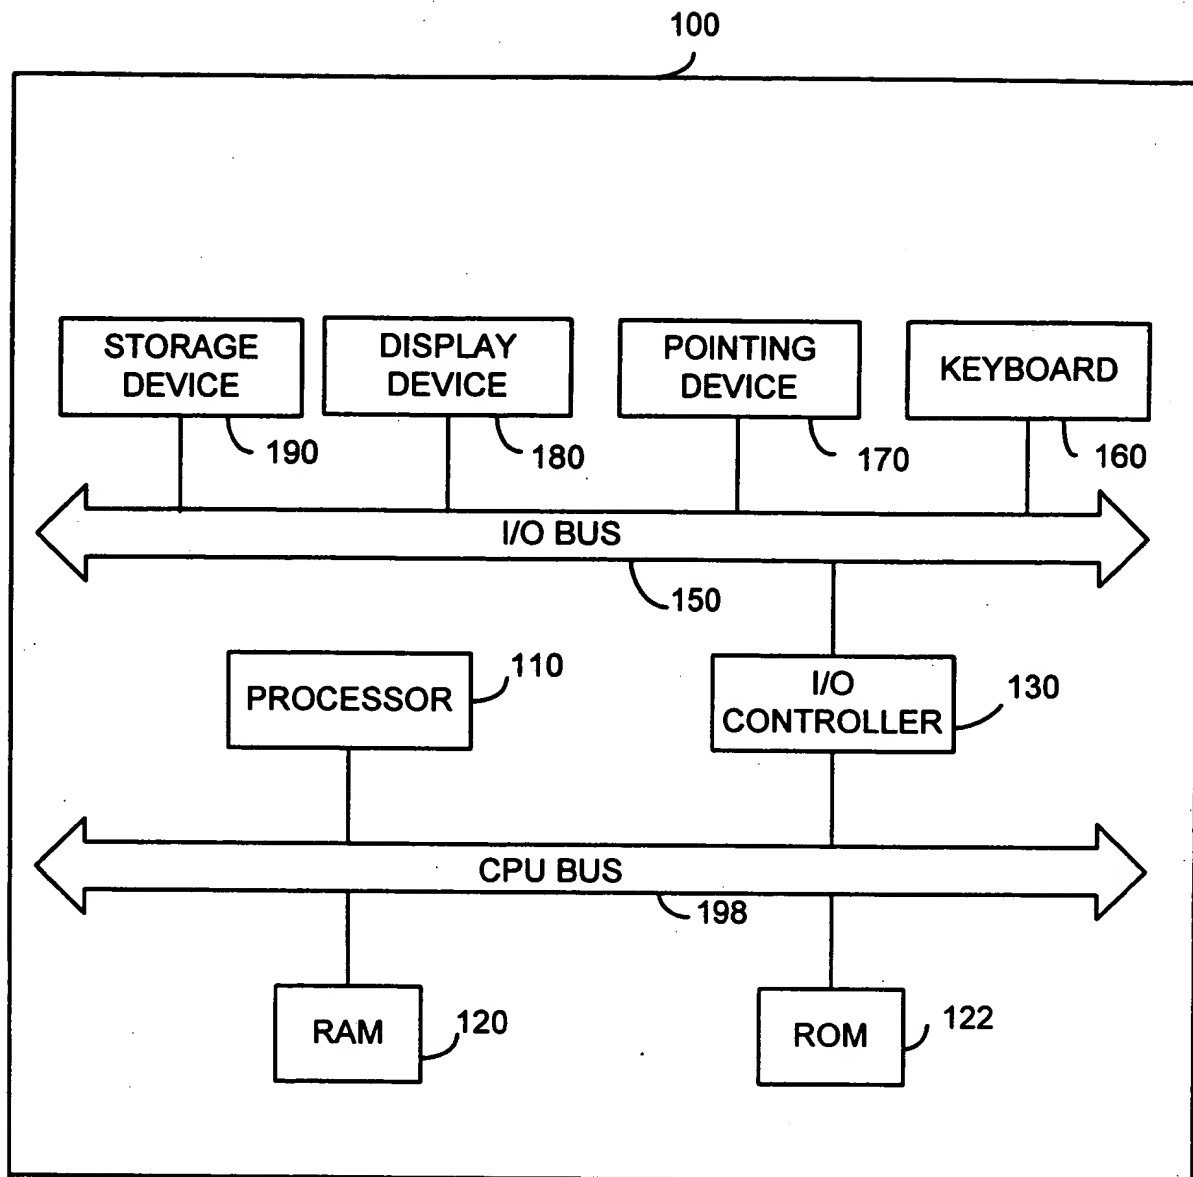 100
STORAGE
DEVICE
190
DISPLAY
DEVICE
180
POINTING
DEVICE
170
KEYBOARD
160
I/O BUS
150
PROCESSOR
110
I/O
CONTROLLER
130
CPU BUS
198
RAM
120
ROM
122